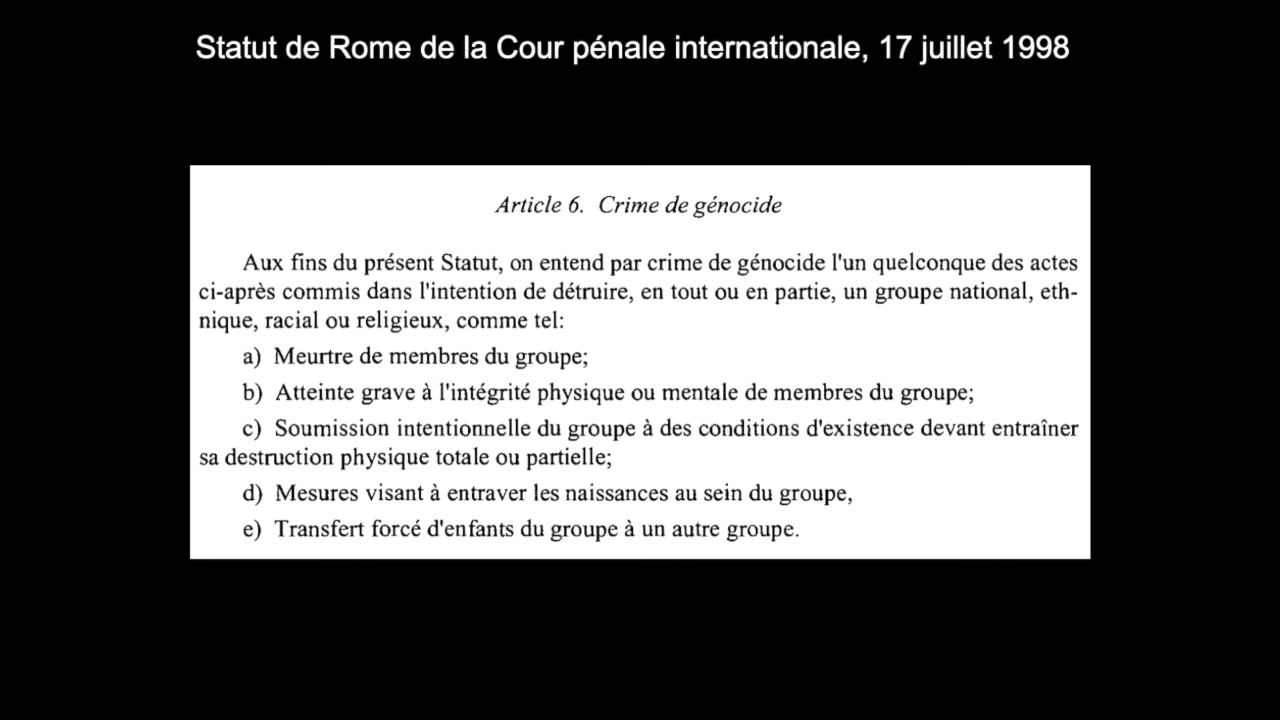 Statut de Rome de la Cour pénale internationale, 17 juillet 1998
Article 6. Crime de génocide
Aux fins du présent Statut, on entend par crime de génocide l'un quelconque des actes
ci-après commis dans l'intention de détruire, en tout ou en partie, un groupe national, eth-
nique, racial ou religieux, comme tel:
a) Meurtre de membres du groupe;
b) Atteinte grave à l'intégrité physique ou mentale de membres du groupe;
c) Soumission intentionnelle du groupe à des conditions d'existence devant entraîner
sa destruction physique totale ou partielle;
d) Mesures visant à entraver les naissances au sein du groupe,
e) Transfert forcé d'enfants du groupe à un autre groupe.